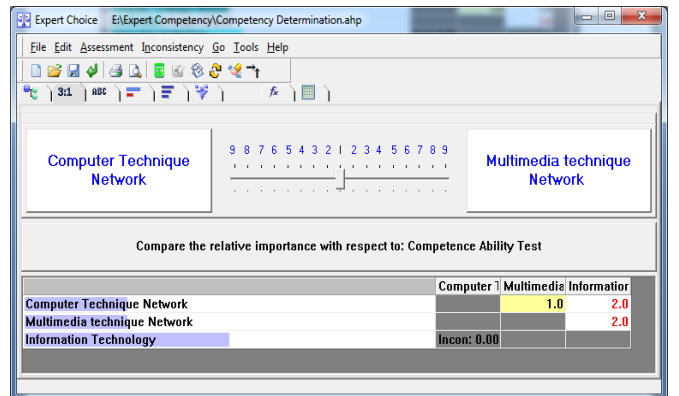 Expert Choice E:\Expert Competency\Competency Determination.ahp
File Edit Assessment Inconsistency Go Tools Help
3:1 ABC fx
9 8 7 6 5 4 3 2 1 2 3 4 5 6 7 8 9
Computer Technique
Network
Multimedia technique
Network
Compare the relative importance with respect to: Competence Ability Test
Computer T Multimedia Information
Computer Technique Network 1.0 2.0
Multimedia technique Network 2.0
Information Technology Incon: 0.00